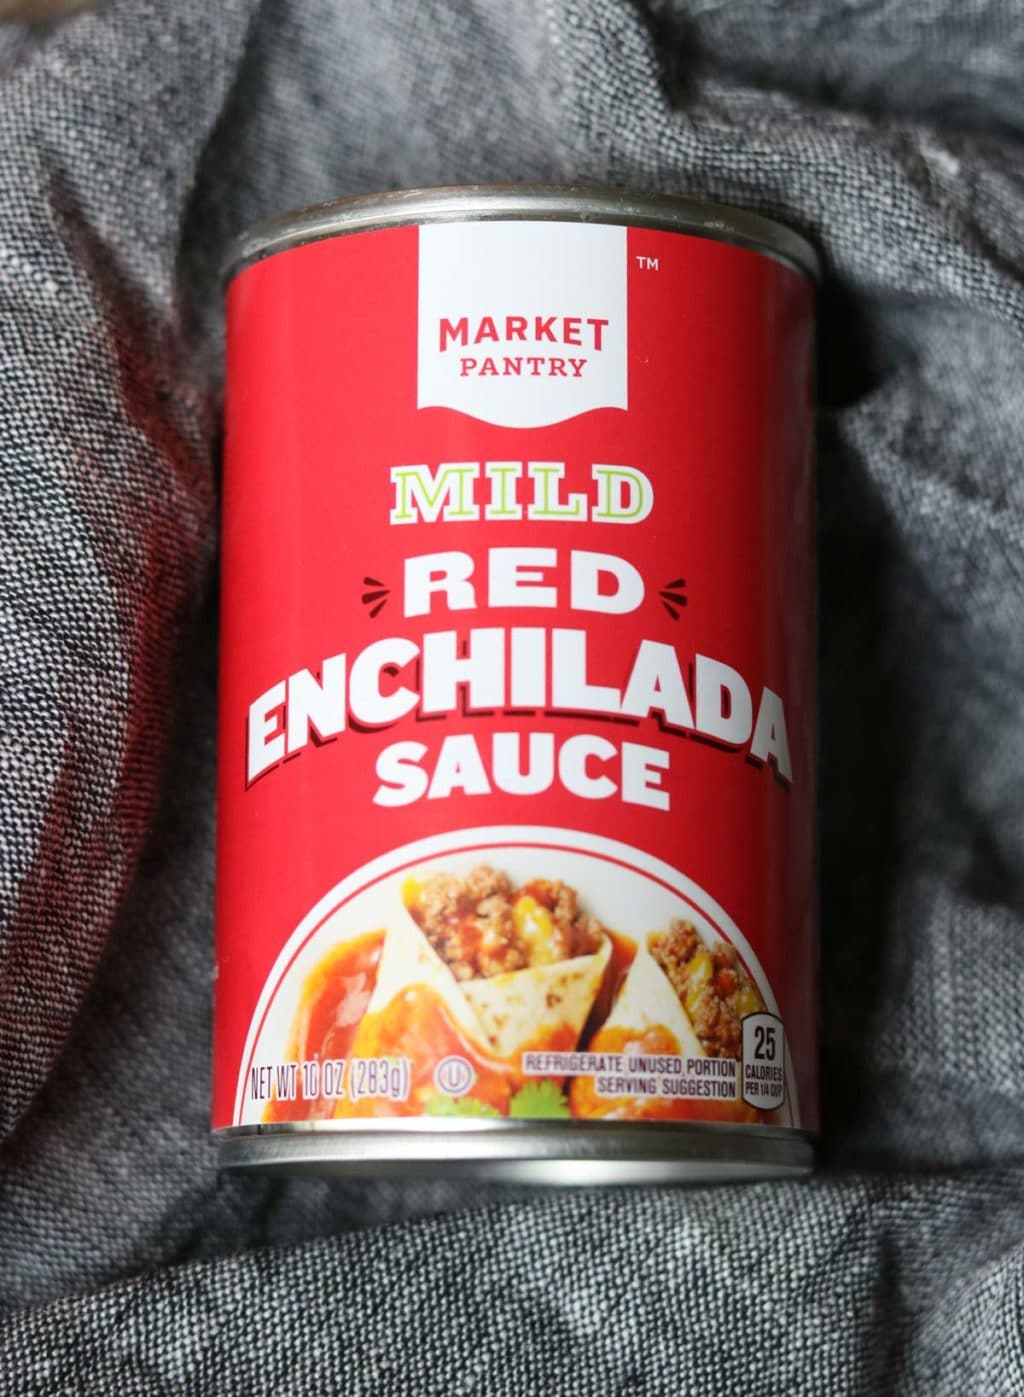 MARKET
PANTRY
TM
MILD
RED
ENCHILADA
SAUCE
NET WT 10 OZ (283g)
U
REFRIGERATE UNUSED PORTION
SERVING SUGGESTION
25
CALORIES
PER 1/4 CUP